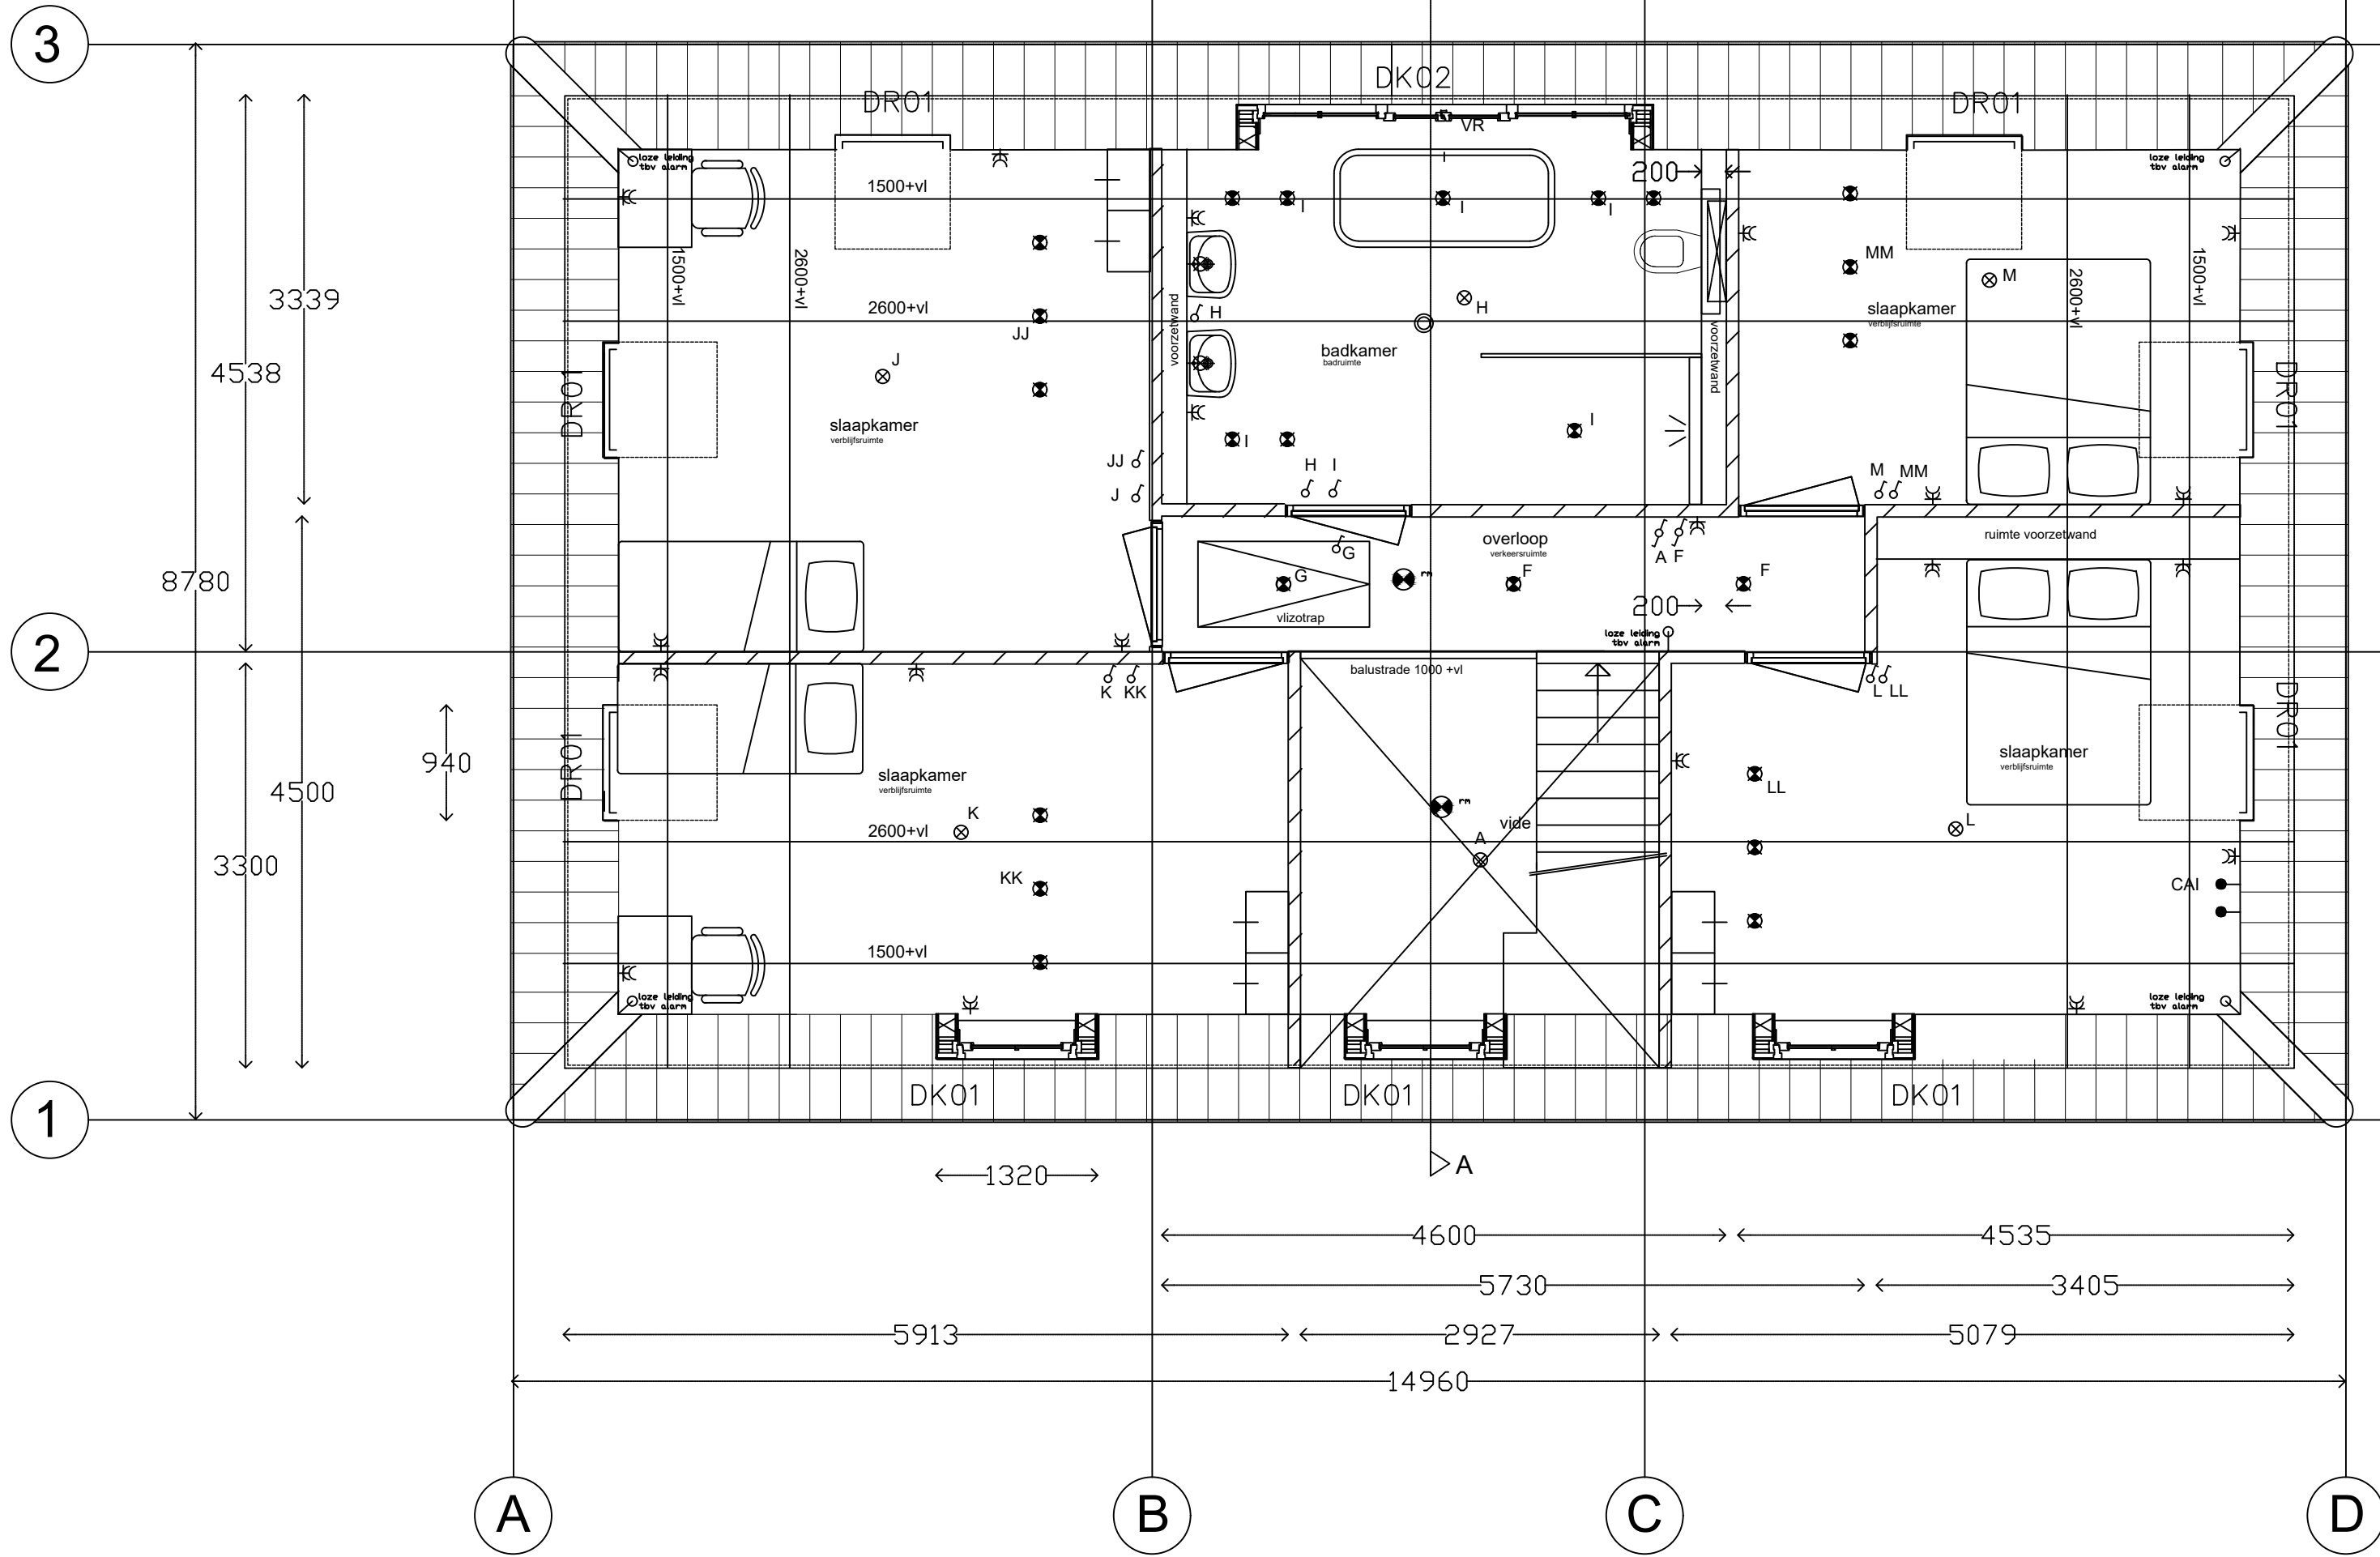 3
DK02
DR01
DR01
VR
loze leiding
tbv alarm
loze leiding
tbv alarm
200
1500+vl
I
I
I
MM
M
1500+vl
2600+vl
2600+vl
1500+vl
3339
2600+vl
H
H
slaapkamer
verblijfsruimte
JJ
voorzetwand
voorzetwand
badkamer
badruimte
J
4538
DR01
DR01
slaapkamer
verblijfsruimte
I
I
JJ
J
H I
M MM
ruimte voorzetwand
overloop
verkeersruimte
G
A F
G
rm
F
F
8780
200
vlizotrap
loze leiding
tbv alarm
2
balustrade 1000 +vl
K KK
L LL
DR01
DR01
940
slaapkamer
verblijfsruimte
slaapkamer
verblijfsruimte
4500
LL
rm
K
vide
L
2600+vl
A
3300
KK
CAI
1500+vl
loze leiding
tbv alarm
loze leiding
tbv alarm
DK01
DK01
DK01
1
1320
A
4600
4535
5730
3405
5913
2927
5079
14960
A
B
C
D